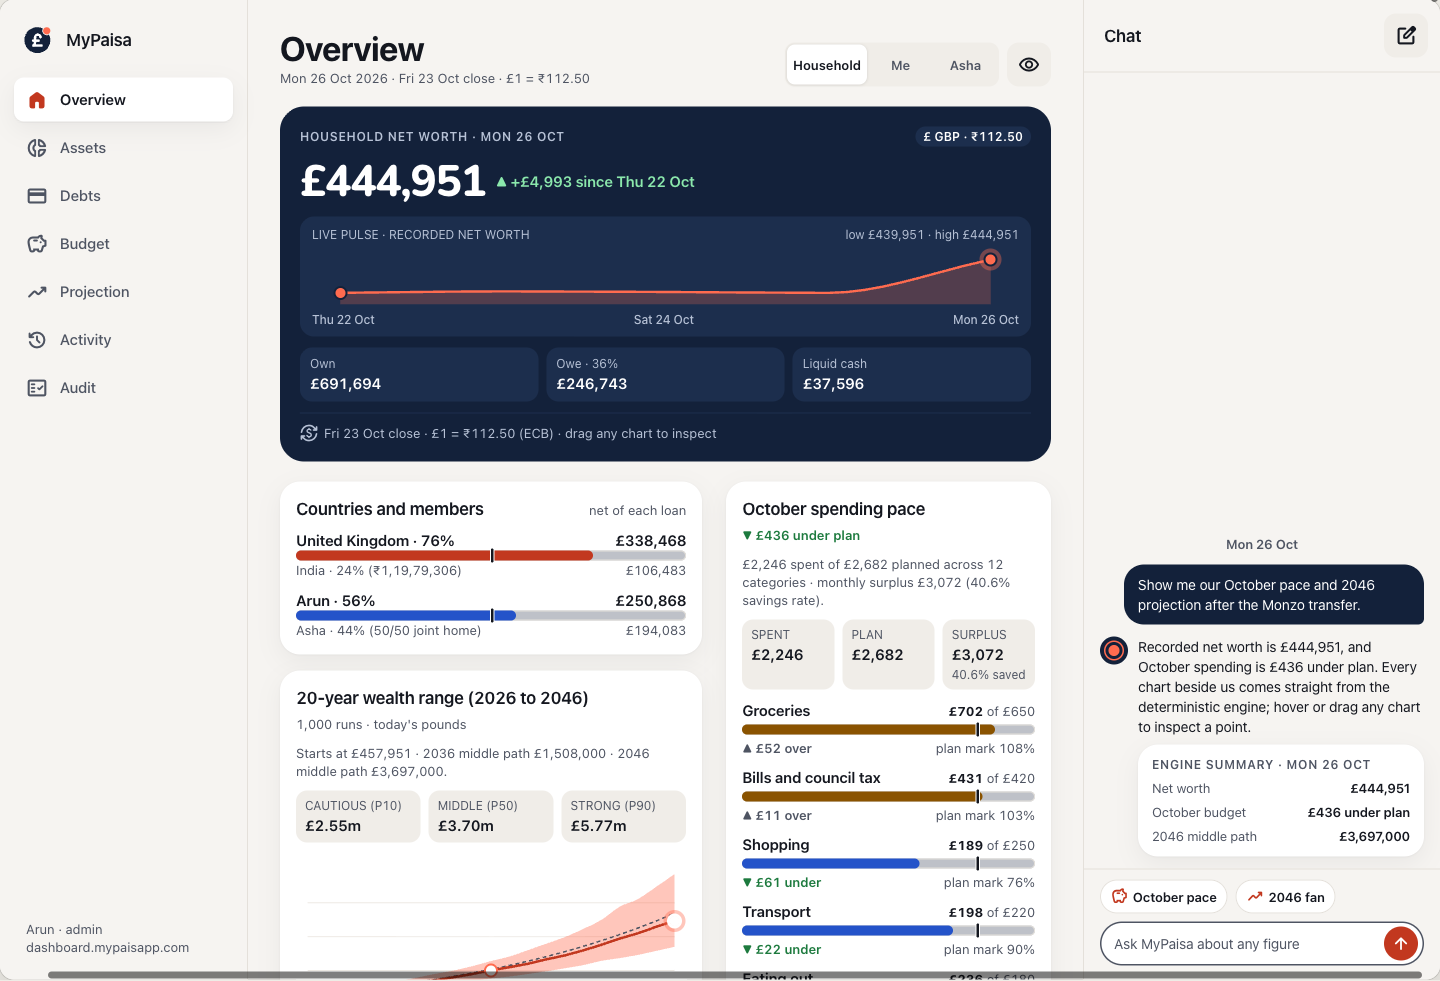 MyPaisa
Overview
Assets
Debts
Budget
Projection
Activity
Audit
Arun · admin
dashboard.mypaisapp.com
Overview
Mon 26 Oct 2026 · Fri 23 Oct close · £1 = ₹112.50
Household Me Asha
HOUSEHOLD NET WORTH · MON 26 OCT
£ GBP · ₹112.50
£444,951 ▲ +£4,993 since Thu 22 Oct
LIVE PULSE · RECORDED NET WORTH
low £439,951 · high £444,951
Thu 22 Oct Sat 24 Oct Mon 26 Oct
Own
£691,694
Owe · 36%
£246,743
Liquid cash
£37,596
Fri 23 Oct close · £1 = ₹112.50 (ECB) · drag any chart to inspect
Countries and members
net of each loan
United Kingdom · 76% £338,468
India · 24% (₹1,19,79,306) £106,483
Arun · 56% £250,868
Asha · 44% (50/50 joint home) £194,083
20-year wealth range (2026 to 2046)
1,000 runs · today's pounds
Starts at £457,951 · 2036 middle path £1,508,000 · 2046
middle path £3,697,000.
CAUTIOUS (P10)
£2.55m
MIDDLE (P50)
£3.70m
STRONG (P90)
£5.77m
October spending pace
▼ £436 under plan
£2,246 spent of £2,682 planned across 12
categories · monthly surplus £3,072 (40.6%
savings rate).
SPENT
£2,246
PLAN
£2,682
SURPLUS
£3,072
40.6% saved
Groceries £702 of £650
▲ £52 over plan mark 108%
Bills and council tax £431 of £420
▲ £11 over plan mark 103%
Shopping £189 of £250
▼ £61 under plan mark 76%
Transport £198 of £220
▼ £22 under plan mark 90%
Eating out £236 of £180
Chat
Mon 26 Oct
Show me our October pace and 2046
projection after the Monzo transfer.
Recorded net worth is £444,951, and
October spending is £436 under plan. Every
chart beside us comes straight from the
deterministic engine; hover or drag any chart
to inspect a point.
ENGINE SUMMARY · MON 26 OCT
Net worth £444,951
October budget £436 under plan
2046 middle path £3,697,000
October pace
2046 fan
Ask MyPaisa about any figure